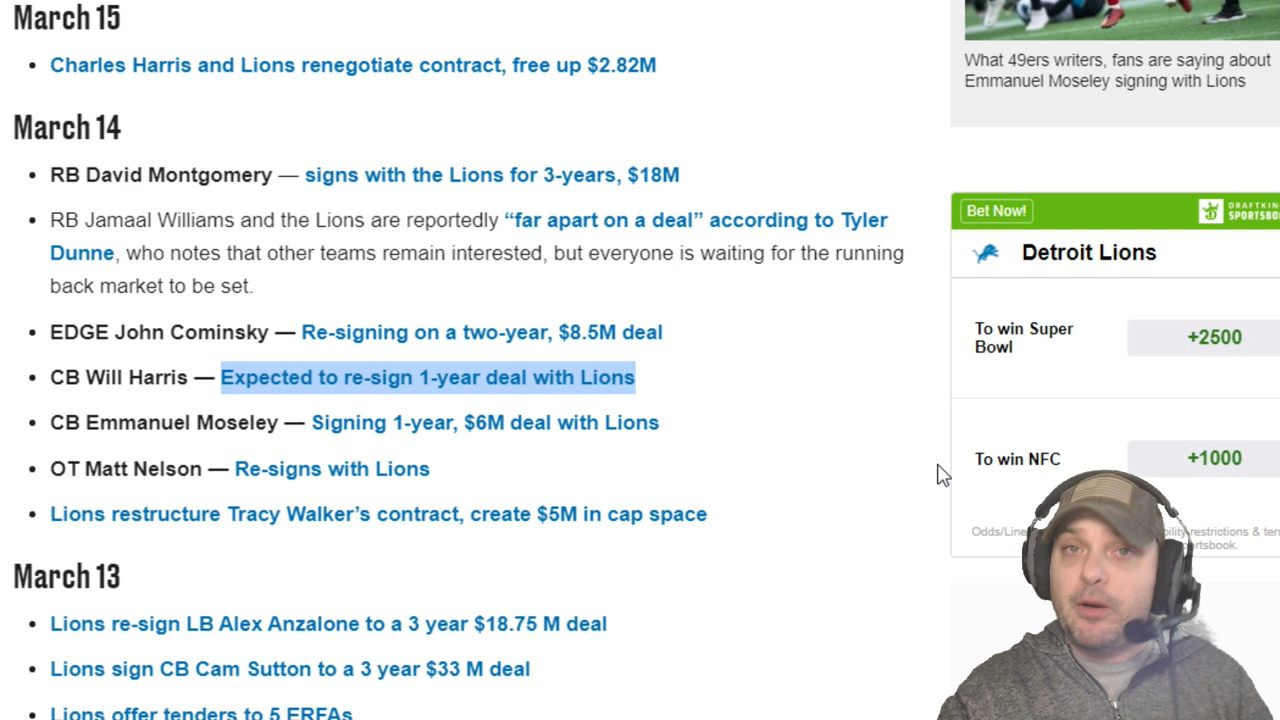 March 15
• Charles Harris and Lions renegotiate contract, free up $2.82M
March 14
• RB David Montgomery — signs with the Lions for 3-years, $18M
• RB Jamaal Williams and the Lions are reportedly “far apart on a deal” according to Tyler
Dunne, who notes that other teams remain interested, but everyone is waiting for the running
back market to be set.
• EDGE John Cominsky — Re-signing on a two-year, $8.5M deal
• CB Will Harris — Expected to re-sign 1-year deal with Lions
• CB Emmanuel Moseley — Signing 1-year, $6M deal with Lions
• OT Matt Nelson — Re-signs with Lions
• Lions restructure Tracy Walker’s contract, create $5M in cap space
March 13
• Lions re-sign LB Alex Anzalone to a 3 year $18.75 M deal
• Lions sign CB Cam Sutton to a 3 year $33 M deal
• Lions offer tenders to 5 ERFAs
What 49ers writers, fans are saying about
Emmanuel Moseley signing with Lions
Bet Now!
DRAFTKIN
SPORTSBO
Detroit Lions
To win Super
Bowl
+2500
To win NFC
+1000
Odds/Line
bility restrictions & ter
portsbook.